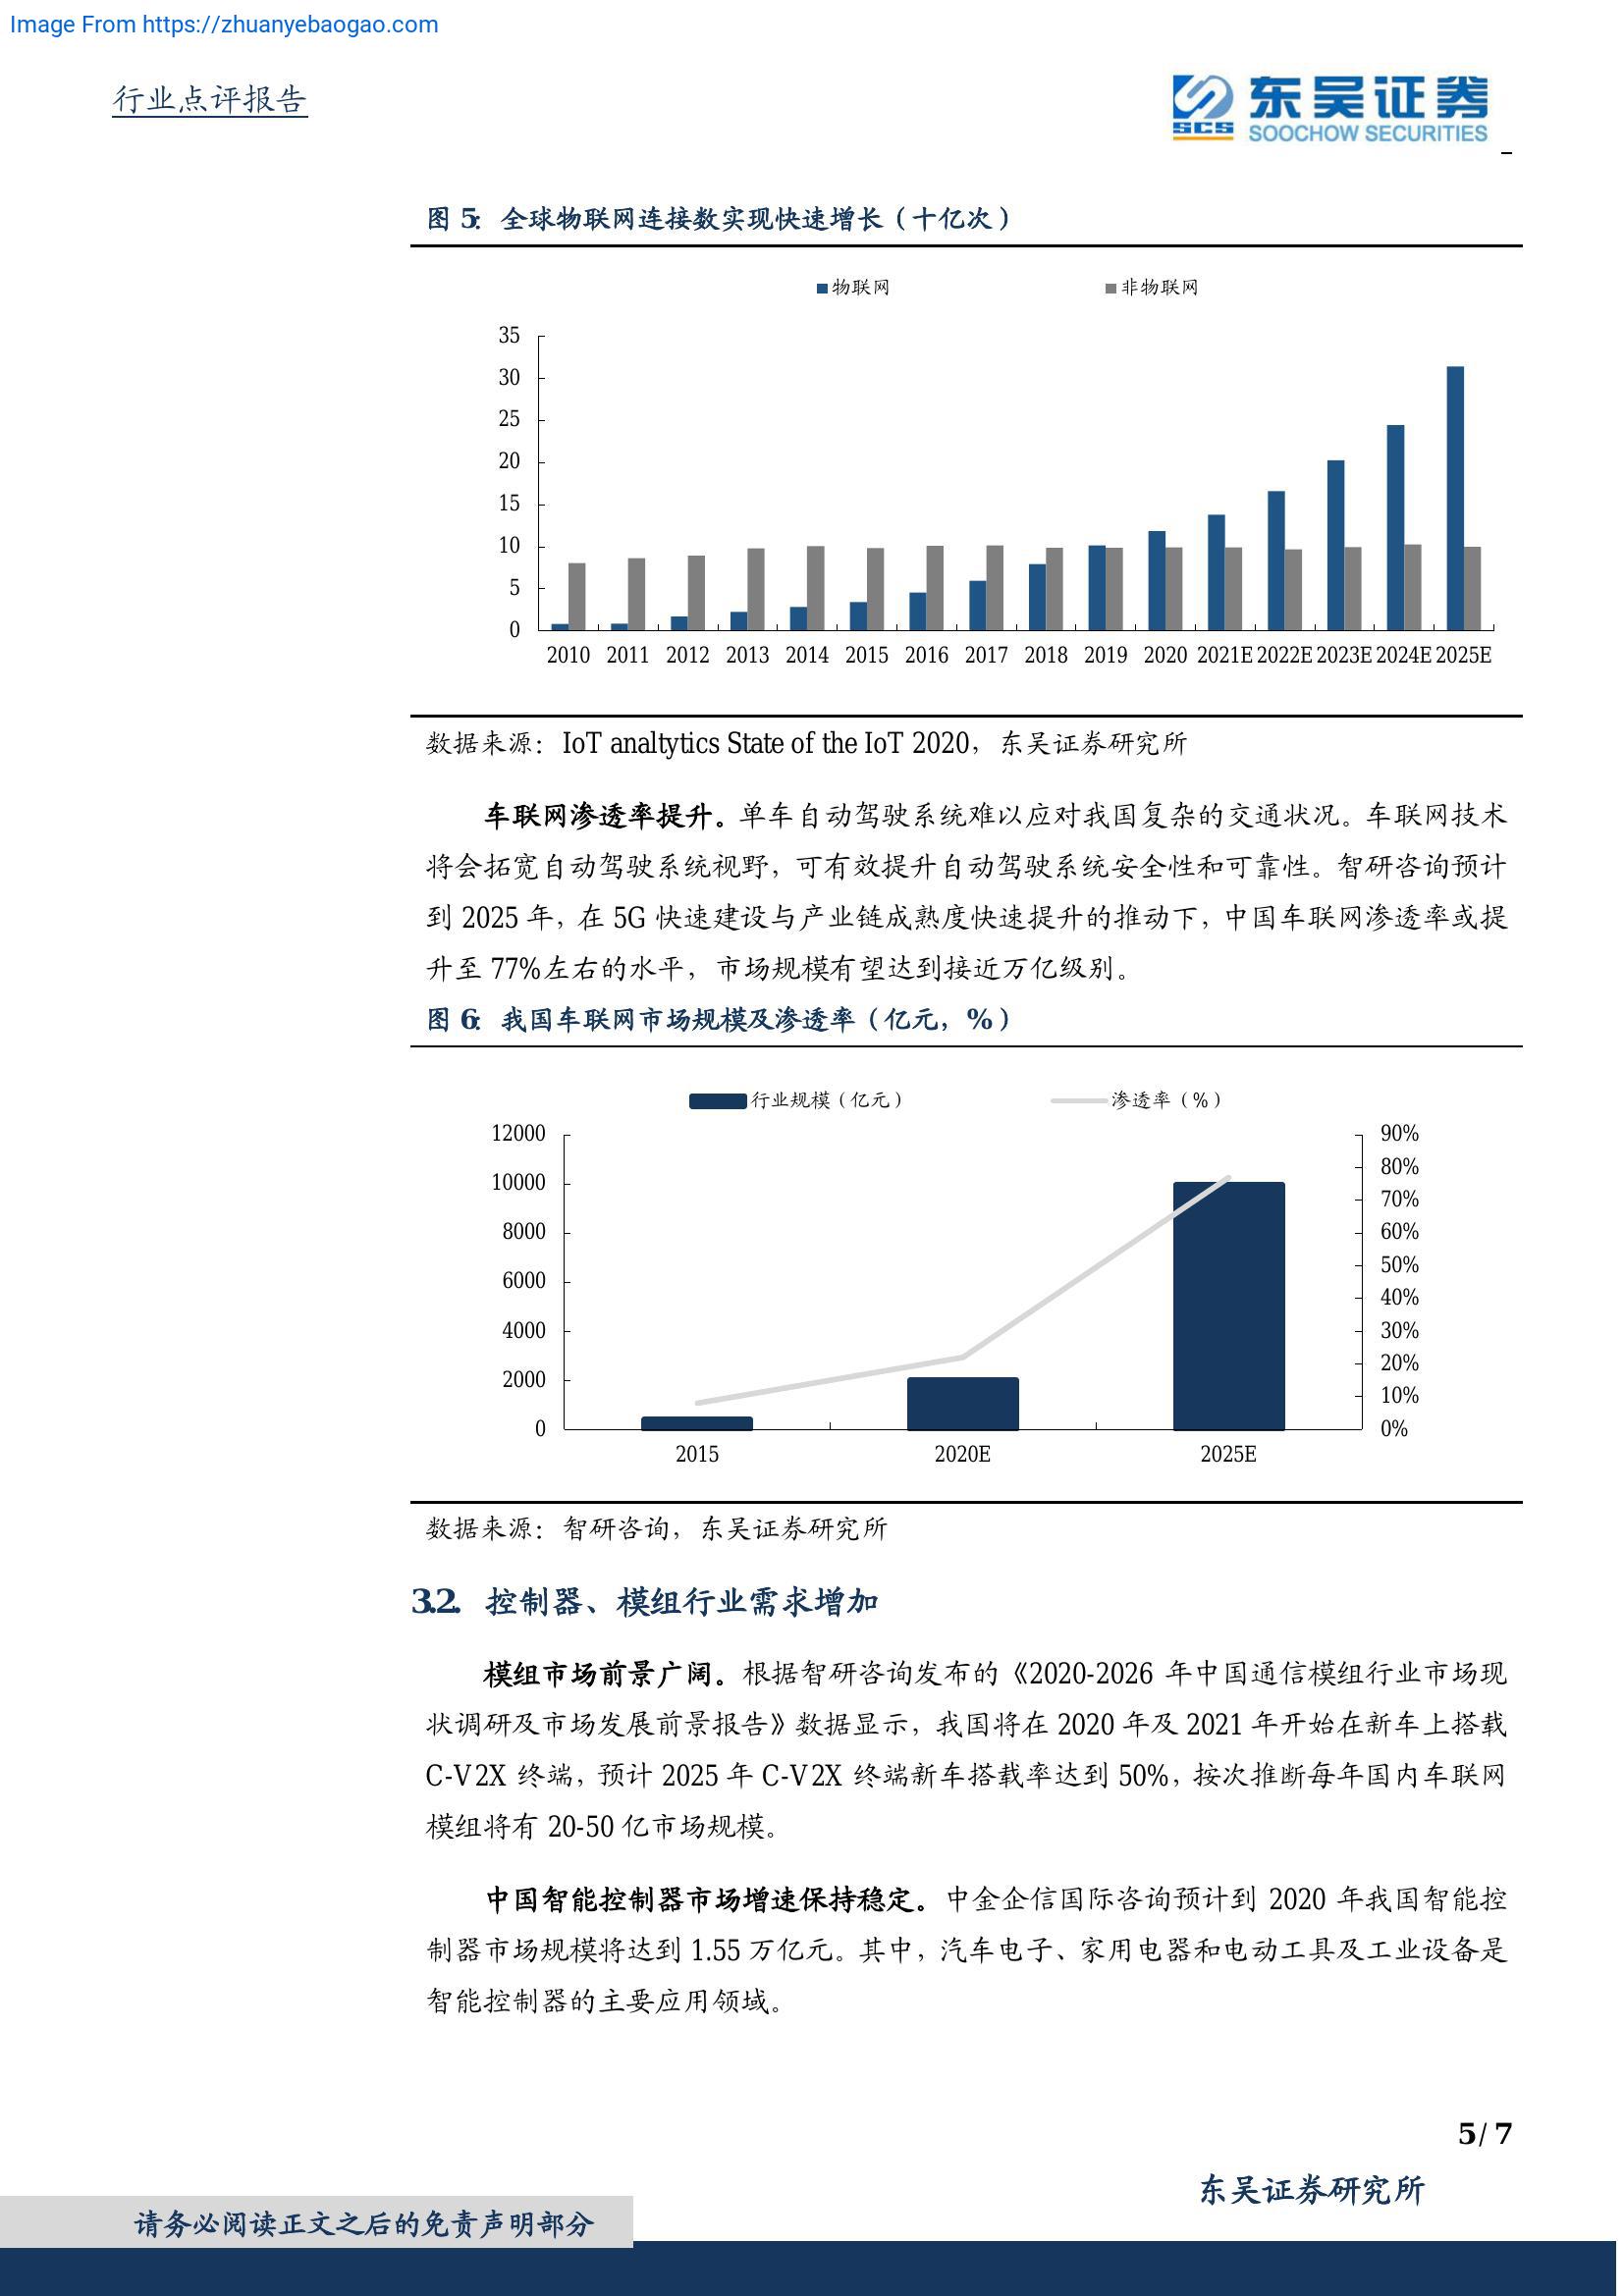 Image From https://zhuanyebaogao.com
行业点评报告
SCS
东吴证券
SOOCHOW SECURITIES
图 5: 全球物联网连接数实现快速增长（十亿次）
物联网 非物联网
35
30
25
20
15
10
5
0
2010 2011 2012 2013 2014 2015 2016 2017 2018 2019 2020 2021E 2022E 2023E 2024E 2025E
数据来源：IoT analtytics State of the IoT 2020，东吴证券研究所
车联网渗透率提升。单车自动驾驶系统难以应对我国复杂的交通状况。车联网技术
将会拓宽自动驾驶系统视野，可有效提升自动驾驶系统安全性和可靠性。智研咨询预计
到 2025 年，在 5G 快速建设与产业链成熟度快速提升的推动下，中国车联网渗透率或提
升至 77%左右的水平，市场规模有望达到接近万亿级别。
图 6: 我国车联网市场规模及渗透率（亿元，%）
行业规模（亿元） 渗透率（%）
12000 90%
80%
10000
70%
8000 60%
50%
6000
40%
4000 30%
20%
2000
10%
0 0%
2015 2020E 2025E
数据来源：智研咨询，东吴证券研究所
3.2. 控制器、模组行业需求增加
模组市场前景广阔。根据智研咨询发布的《2020-2026 年中国通信模组行业市场现
状调研及市场发展前景报告》数据显示，我国将在 2020 年及 2021 年开始在新车上搭载
C-V2X 终端，预计 2025 年 C-V2X 终端新车搭载率达到 50%，按次推断每年国内车联网
模组将有 20-50 亿市场规模。
中国智能控制器市场增速保持稳定。中金企信国际咨询预计到 2020 年我国智能控
制器市场规模将达到 1.55 万亿元。其中，汽车电子、家用电器和电动工具及工业设备是
智能控制器的主要应用领域。
5/ 7
东吴证券研究所
请务必阅读正文之后的免责声明部分